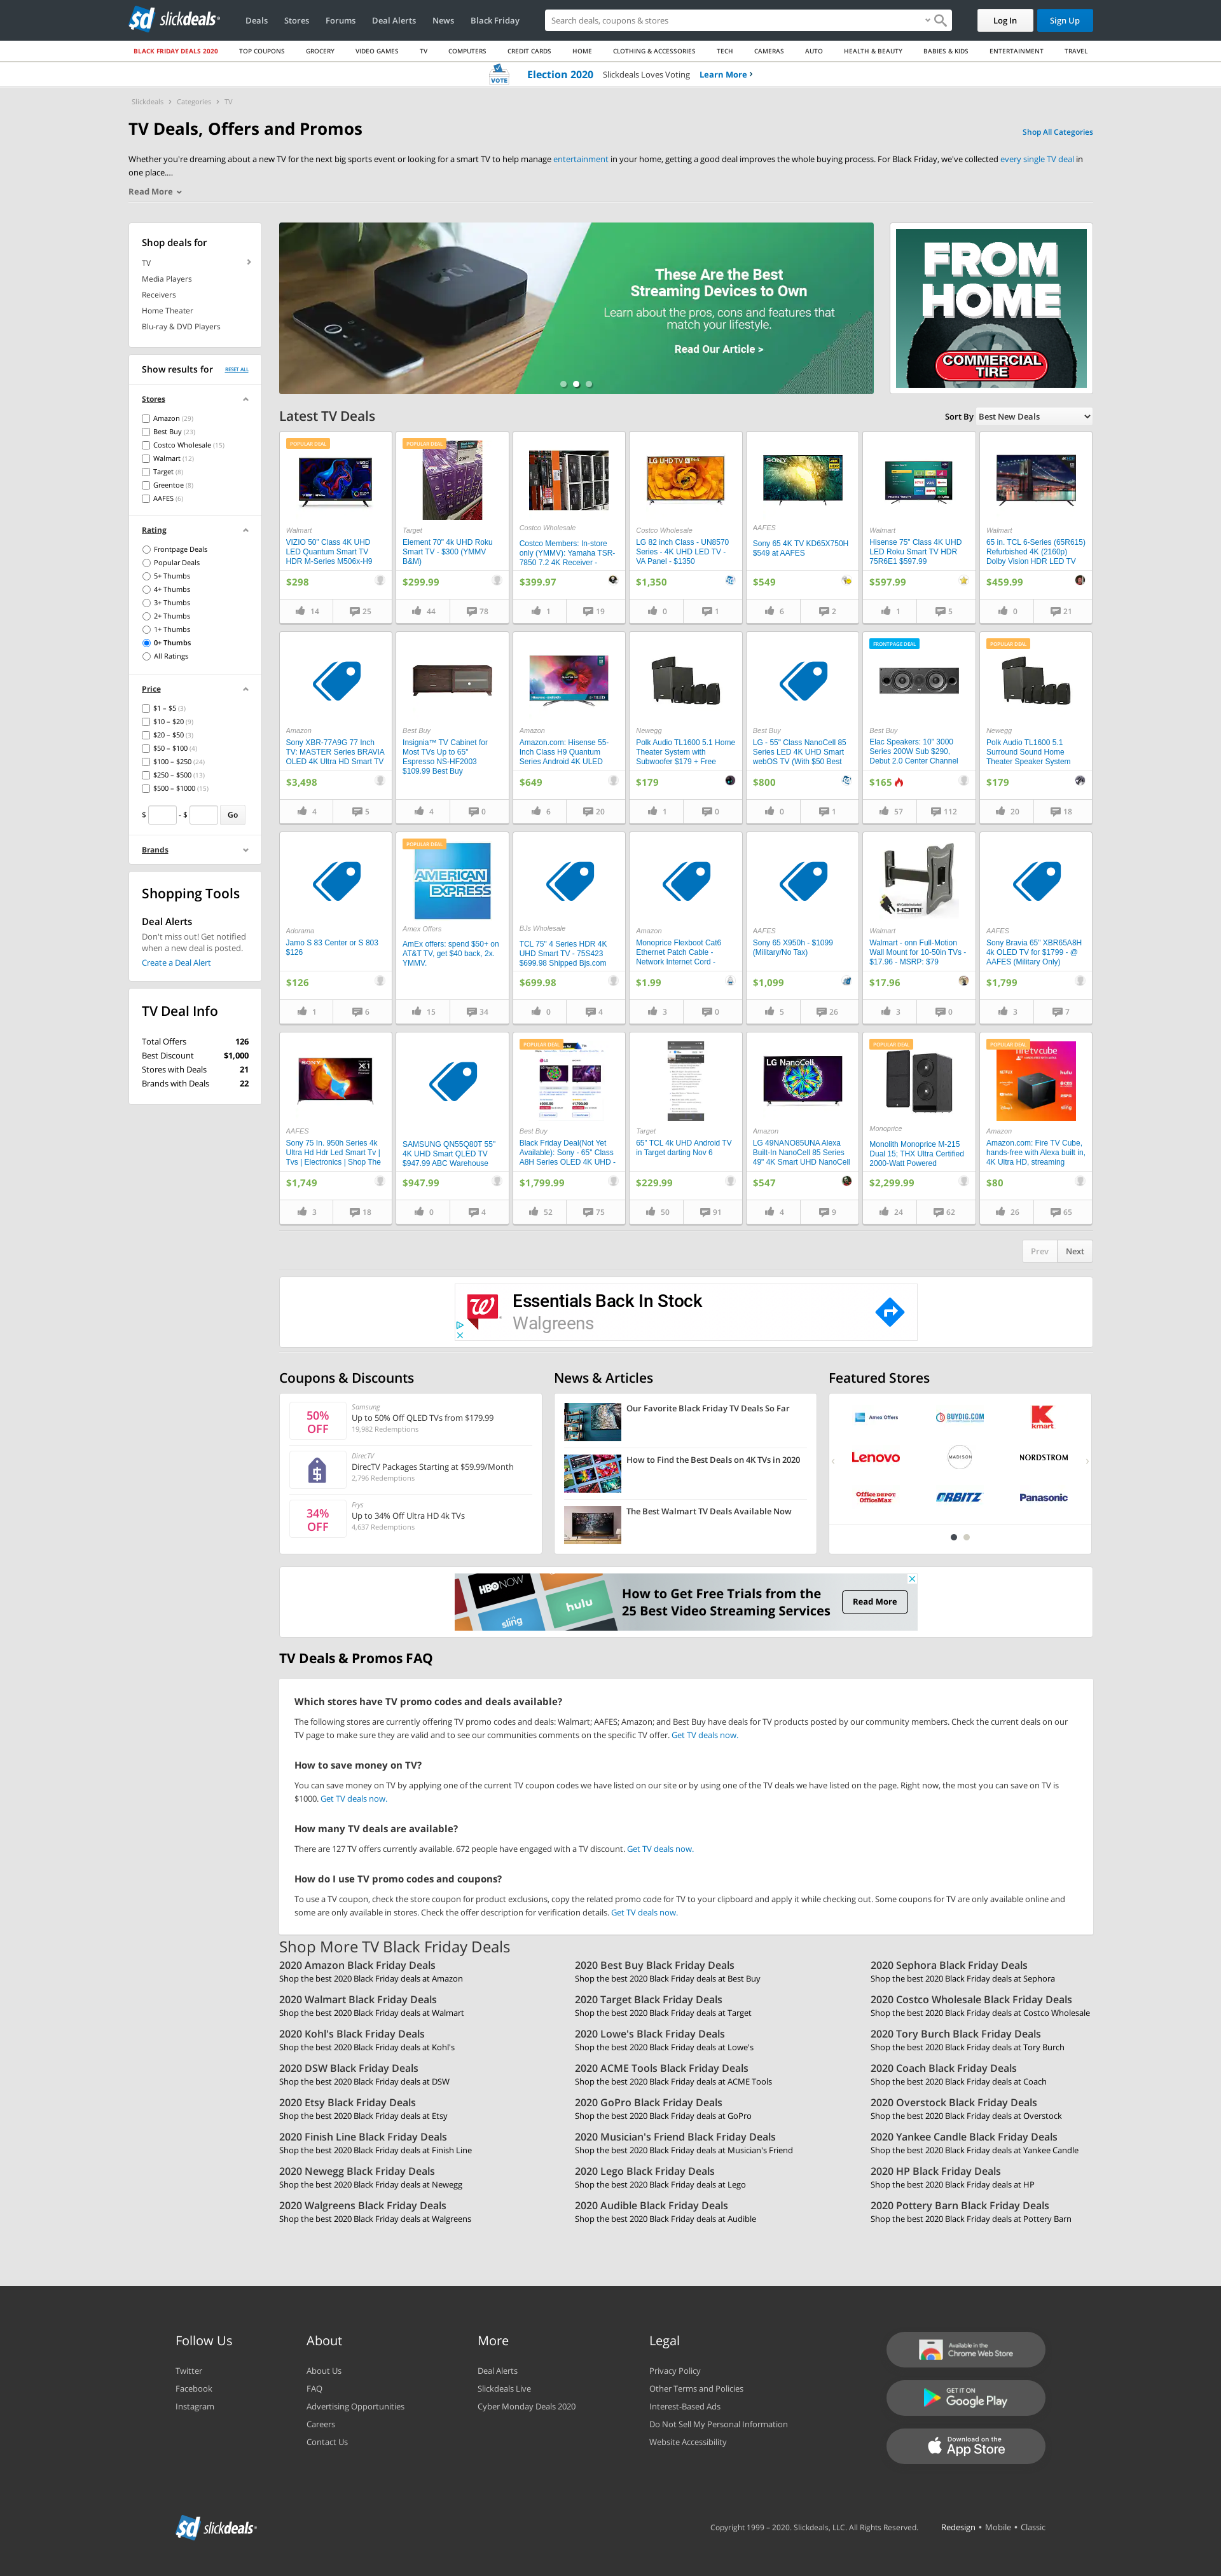 slickdeals
Deals
Stores
Forums
Deal Alerts
News
Black Friday
Search deals, coupons & stores
Log In
Sign Up
BLACK FRIDAY DEALS 2020
TOP COUPONS
GROCERY
VIDEO GAMES
TV
COMPUTERS
CREDIT CARDS
HOME
CLOTHING & ACCESSORIES
TECH
CAMERAS
AUTO
HEALTH & BEAUTY
BABIES & KIDS
ENTERTAINMENT
TRAVEL
VOTE
Election 2020 Slickdeals Loves Voting Learn More ›
Slickdeals › Categories › TV
TV Deals, Offers and Promos
Shop All Categories
Whether you're dreaming about a new TV for the next big sports event or looking for a smart TV to help manage entertainment in your home, getting a good deal improves the whole buying process. For Black Friday, we've collected every single TV deal in
one place....
Read More
Shop deals for
TV
Media Players
Receivers
Home Theater
Blu-ray & DVD Players
Show results for RESET ALL
Stores
Amazon (29)
Best Buy (23)
Costco Wholesale (15)
Walmart (12)
Target (8)
Greentoe (8)
AAFES (6)
Rating
Frontpage Deals
Popular Deals
5+ Thumbs
4+ Thumbs
3+ Thumbs
2+ Thumbs
1+ Thumbs
0+ Thumbs
All Ratings
Price
$1 – $5 (3)
$10 – $20 (9)
$20 – $50 (3)
$50 – $100 (4)
$100 – $250 (24)
$250 – $500 (13)
$500 – $1000 (15)
$ - $ Go
Brands
Shopping Tools
Deal Alerts
Don't miss out! Get notified
when a new deal is posted.
Create a Deal Alert
TV Deal Info
Total Offers 126
Best Discount $1,000
Stores with Deals 21
Brands with Deals 22
These Are the Best
Streaming Devices to Own
Learn about the pros, cons and features that
match your lifestyle.
Read Our Article >
FROM
HOME
COMMERCIAL
TIRE
Latest TV Deals
Sort By Best New Deals
POPULAR DEAL
Walmart
VIZIO 50" Class 4K UHD
LED Quantum Smart TV
HDR M-Series M506x-H9
$298
14 25
POPULAR DEAL
Target
Element 70" 4k UHD Roku
Smart TV - $300 (YMMV
B&M)
$299.99
44 78
Costco Wholesale
Costco Members: In-store
only (YMMV): Yamaha TSR-
7850 7.2 4K Receiver -
$399.97
1 19
LG UHD TV
Costco Wholesale
LG 82 inch Class - UN8570
Series - 4K UHD LED TV -
VA Panel - $1350
$1,350
0 1
SONY
AAFES
Sony 65 4K TV KD65X750H
$549 at AAFES
$549
6 2
Walmart
Hisense 75" Class 4K UHD
LED Roku Smart TV HDR
75R6E1 $597.99
$597.99
1 5
Walmart
65 in. TCL 6-Series (65R615)
Refurbished 4K (2160p)
Dolby Vision HDR LED TV
$459.99
0 21
Amazon
Sony XBR-77A9G 77 Inch
TV: MASTER Series BRAVIA
OLED 4K Ultra HD Smart TV
$3,498
4 5
Best Buy
Insignia™ TV Cabinet for
Most TVs Up to 65"
Espresso NS-HF2003
$109.99 Best Buy
4 0
Amazon
Amazon.com: Hisense 55-
Inch Class H9 Quantum
Series Android 4K ULED
$649
6 20
Newegg
Polk Audio TL1600 5.1 Home
Theater System with
Subwoofer $179 + Free
$179
1 0
Best Buy
LG - 55" Class NanoCell 85
Series LED 4K UHD Smart
webOS TV (With $50 Best
$800
0 1
FRONTPAGE DEAL
Best Buy
Elac Speakers: 10" 3000
Series 200W Sub $290,
Debut 2.0 Center Channel
$165
57 112
POPULAR DEAL
Newegg
Polk Audio TL1600 5.1
Surround Sound Home
Theater Speaker System
$179
20 18
Adorama
Jamo S 83 Center or S 803
$126
$126
1 6
POPULAR DEAL
AMERICAN
EXPRESS
Amex Offers
AmEx offers: spend $50+ on
AT&T TV, get $40 back, 2x.
YMMV.
15 34
BJs Wholesale
TCL 75" 4 Series HDR 4K
UHD Smart TV - 75S423
$699.98 Shipped Bjs.com
$699.98
0 4
Amazon
Monoprice Flexboot Cat6
Ethernet Patch Cable -
Network Internet Cord -
$1.99
3 0
AAFES
Sony 65 X950h - $1099
(Military/No Tax)
$1,099
5 26
HDMI
Walmart
Walmart - onn Full-Motion
Wall Mount for 10-50in TVs -
$17.96 - MSRP: $79
$17.96
3 0
AAFES
Sony Bravia 65" XBR65A8H
4k OLED TV for $1799 - @
AAFES (Military Only)
$1,799
3 7
SONY
X1
AAFES
Sony 75 In. 950h Series 4k
Ultra Hd Hdr Led Smart Tv |
Tvs | Electronics | Shop The
$1,749
3 18
SAMSUNG QN55Q80T 55"
4K UHD Smart QLED TV
$947.99 ABC Warehouse
$947.99
0 4
POPULAR DEAL
Best Buy
Black Friday Deal(Not Yet
Available): Sony - 65" Class
A8H Series OLED 4K UHD -
$1,799.99
52 75
Target
65" TCL 4k UHD Android TV
in Target darting Nov 6
$229.99
50 91
LG NanoCell
Amazon
LG 49NANO85UNA Alexa
Built-In NanoCell 85 Series
49" 4K Smart UHD NanoCell
$547
4 9
POPULAR DEAL
Monoprice
Monolith Monoprice M-215
Dual 15; THX Ultra Certified
2000-Watt Powered
$2,299.99
24 62
POPULAR DEAL
fire tv cube
hulu
Amazon
Amazon.com: Fire TV Cube,
hands-free with Alexa built in,
4K Ultra HD, streaming
$80
26 65
Prev Next
Essentials Back In Stock
Walgreens
Coupons & Discounts
50%
OFF
Samsung
Up to 50% Off QLED TVs from $179.99
19,982 Redemptions
DirecTV
DirecTV Packages Starting at $59.99/Month
2,796 Redemptions
34%
OFF
Frys
Up to 34% Off Ultra HD 4k TVs
4,637 Redemptions
News & Articles
Our Favorite Black Friday TV Deals So Far
How to Find the Best Deals on 4K TVs in 2020
The Best Walmart TV Deals Available Now
Featured Stores
Amex Offers
BUYDIG.COM
kmart
Lenovo
MADISON
NORDSTROM
Office DEPOT
OfficeMax
ORBITZ
Panasonic
HBO NOW
sling
hulu
How to Get Free Trials from the
25 Best Video Streaming Services
Read More
TV Deals & Promos FAQ
Which stores have TV promo codes and deals available?
The following stores are currently offering TV promo codes and deals: Walmart; AAFES; Amazon; and Best Buy have deals for TV products posted by our community members. Check the current deals on our
TV page to make sure they are valid and to see our communities comments on the specific TV offer. Get TV deals now.
How to save money on TV?
You can save money on TV by applying one of the current TV coupon codes we have listed on our site or by using one of the TV deals we have listed on the page. Right now, the most you can save on TV is
$1000. Get TV deals now.
How many TV deals are available?
There are 127 TV offers currently available. 672 people have engaged with a TV discount. Get TV deals now.
How do I use TV promo codes and coupons?
To use a TV coupon, check the store coupon for product exclusions, copy the related promo code for TV to your clipboard and apply it while checking out. Some coupons for TV are only available online and
some are only available in stores. Check the offer description for verification details. Get TV deals now.
Shop More TV Black Friday Deals
2020 Amazon Black Friday Deals
Shop the best 2020 Black Friday deals at Amazon
2020 Best Buy Black Friday Deals
Shop the best 2020 Black Friday deals at Best Buy
2020 Sephora Black Friday Deals
Shop the best 2020 Black Friday deals at Sephora
2020 Walmart Black Friday Deals
Shop the best 2020 Black Friday deals at Walmart
2020 Target Black Friday Deals
Shop the best 2020 Black Friday deals at Target
2020 Costco Wholesale Black Friday Deals
Shop the best 2020 Black Friday deals at Costco Wholesale
2020 Kohl's Black Friday Deals
Shop the best 2020 Black Friday deals at Kohl's
2020 Lowe's Black Friday Deals
Shop the best 2020 Black Friday deals at Lowe's
2020 Tory Burch Black Friday Deals
Shop the best 2020 Black Friday deals at Tory Burch
2020 DSW Black Friday Deals
Shop the best 2020 Black Friday deals at DSW
2020 ACME Tools Black Friday Deals
Shop the best 2020 Black Friday deals at ACME Tools
2020 Coach Black Friday Deals
Shop the best 2020 Black Friday deals at Coach
2020 Etsy Black Friday Deals
Shop the best 2020 Black Friday deals at Etsy
2020 GoPro Black Friday Deals
Shop the best 2020 Black Friday deals at GoPro
2020 Overstock Black Friday Deals
Shop the best 2020 Black Friday deals at Overstock
2020 Finish Line Black Friday Deals
Shop the best 2020 Black Friday deals at Finish Line
2020 Musician's Friend Black Friday Deals
Shop the best 2020 Black Friday deals at Musician's Friend
2020 Yankee Candle Black Friday Deals
Shop the best 2020 Black Friday deals at Yankee Candle
2020 Newegg Black Friday Deals
Shop the best 2020 Black Friday deals at Newegg
2020 Lego Black Friday Deals
Shop the best 2020 Black Friday deals at Lego
2020 HP Black Friday Deals
Shop the best 2020 Black Friday deals at HP
2020 Walgreens Black Friday Deals
Shop the best 2020 Black Friday deals at Walgreens
2020 Audible Black Friday Deals
Shop the best 2020 Black Friday deals at Audible
2020 Pottery Barn Black Friday Deals
Shop the best 2020 Black Friday deals at Pottery Barn
Follow Us
Twitter
Facebook
Instagram
About
About Us
FAQ
Advertising Opportunities
Careers
Contact Us
More
Deal Alerts
Slickdeals Live
Cyber Monday Deals 2020
Legal
Privacy Policy
Other Terms and Policies
Interest-Based Ads
Do Not Sell My Personal Information
Website Accessibility
Available in the
Chrome Web Store
GET IT ON
Google Play
Download on the
App Store
slickdeals
Copyright 1999 – 2020. Slickdeals, LLC. All Rights Reserved.
Redesign • Mobile • Classic